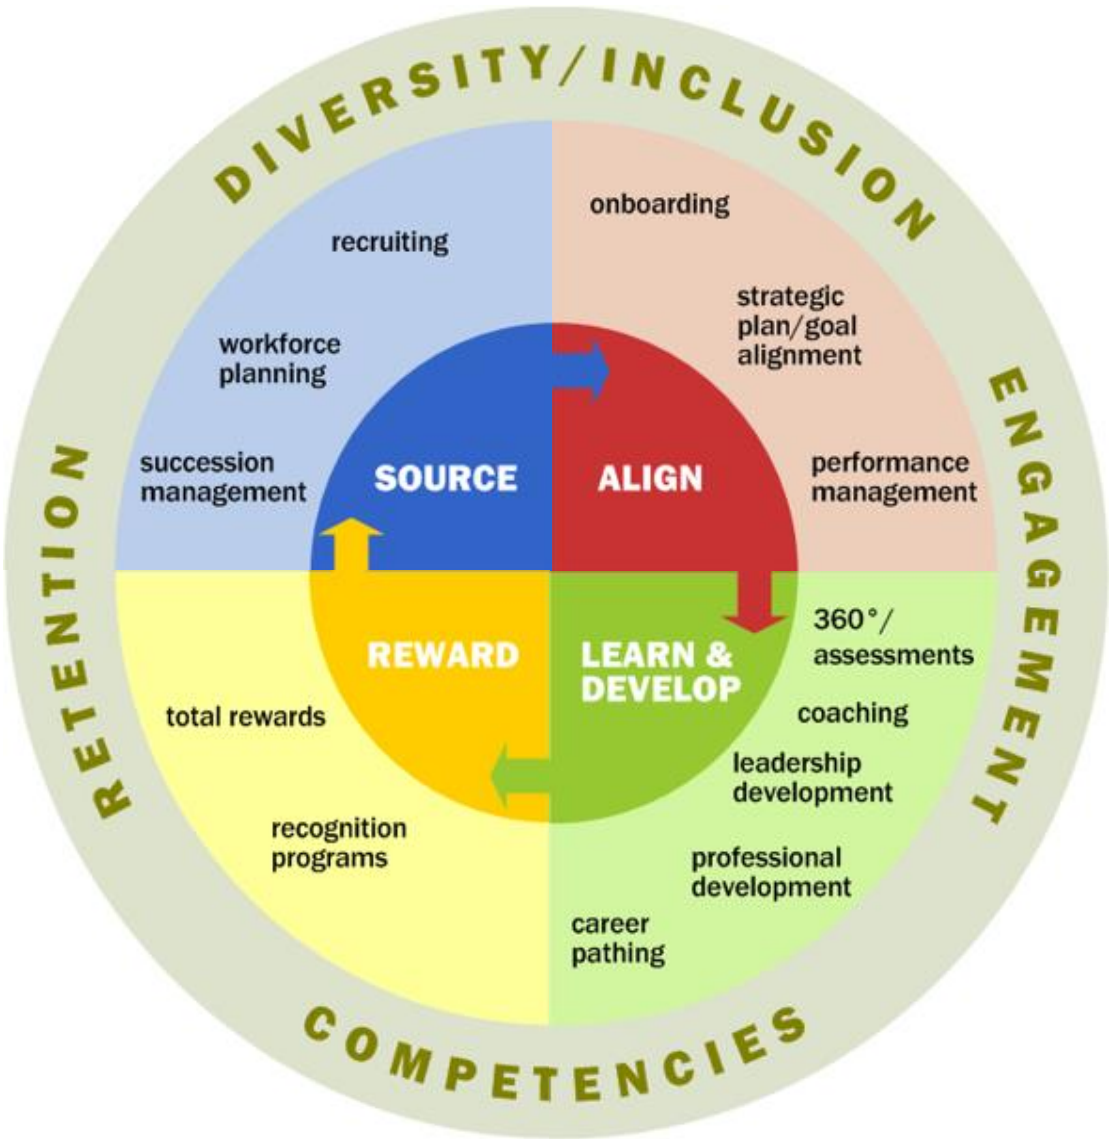 DIVERSITY/INCLUSION
ENGAGEMENT
COMPETENCIES
RETENTION
recruiting
workforce
planning
succession
management
SOURCE
onboarding
strategic
plan/goal
alignment
performance
management
ALIGN
LEARN &
DEVELOP
360°/
assessments
coaching
leadership
development
professional
development
career
pathing
REWARD
total rewards
recognition
programs